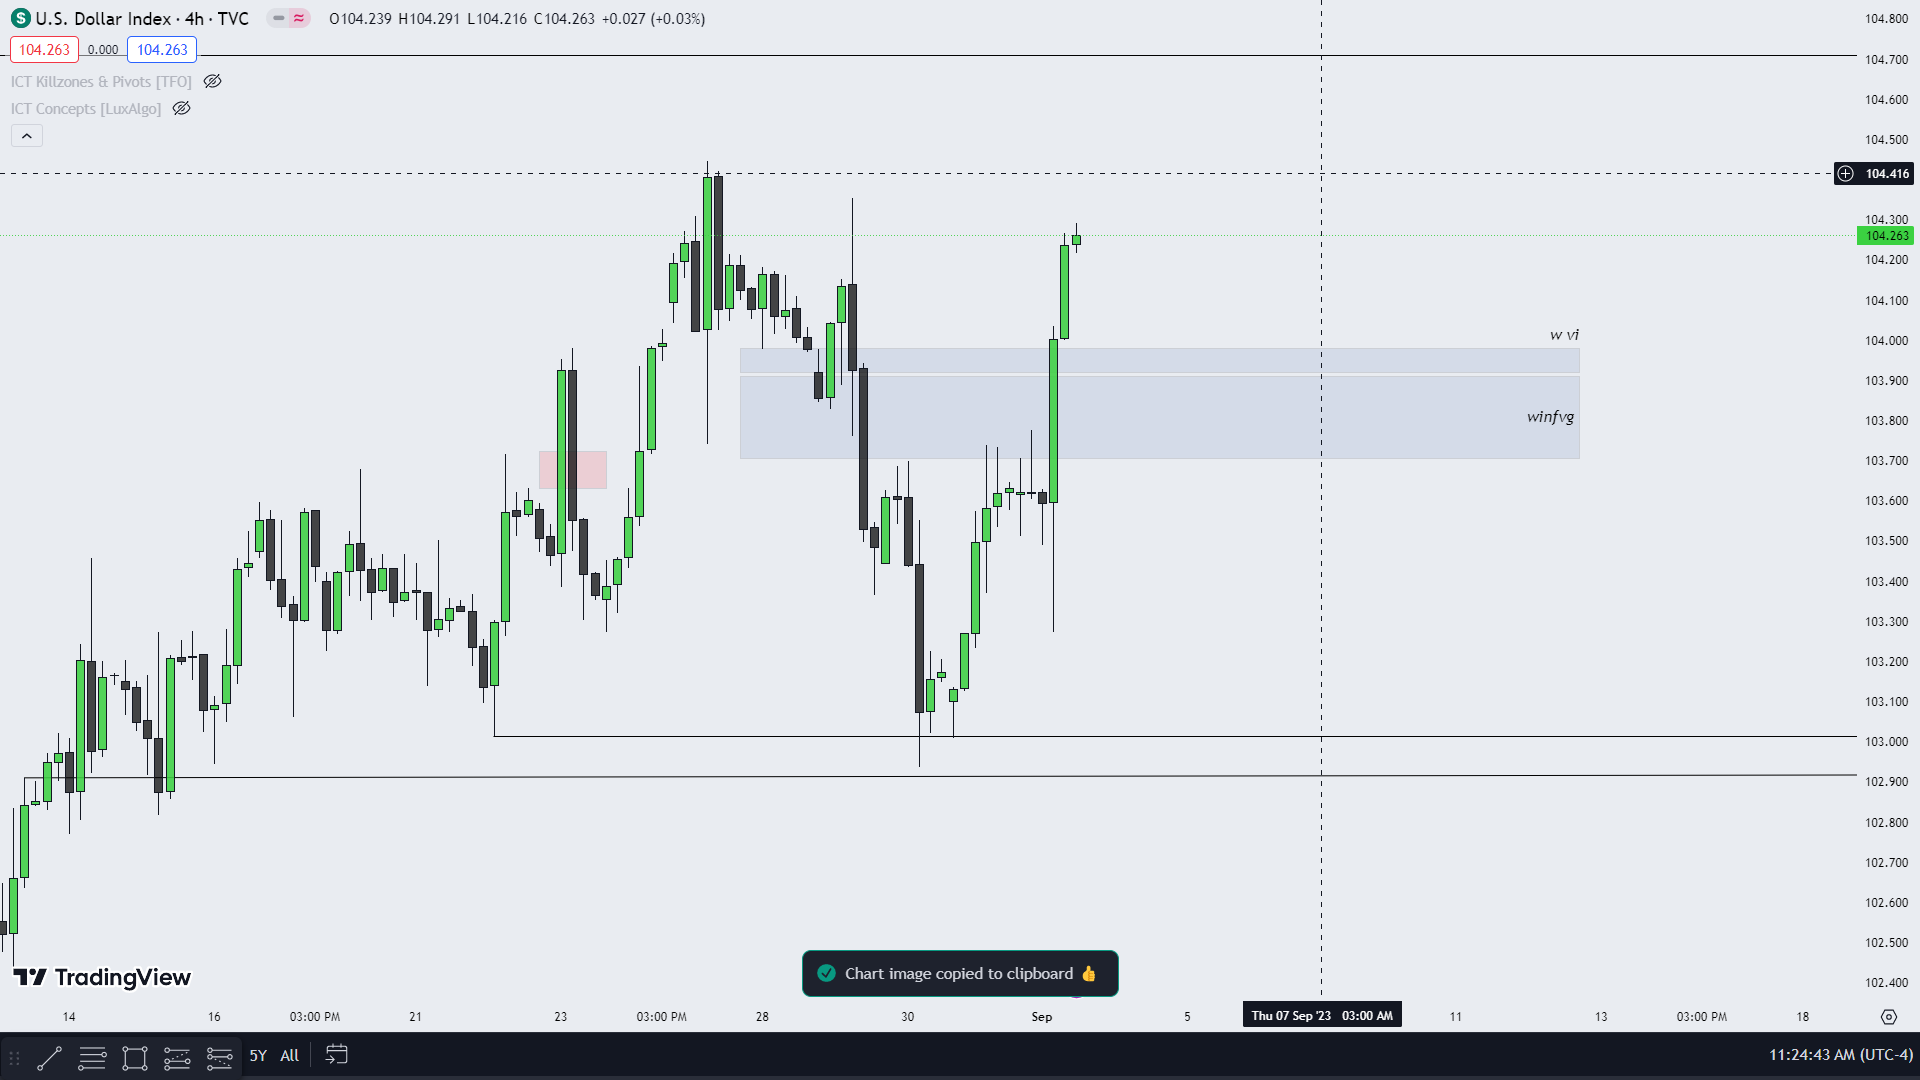 U.S. Dollar Index · 4h · TVC O104.239 H104.291 L104.216 C104.263 +0.027 (+0.03%)
104.263 0.000 104.263
ICT Killzones & Pivots [TFO]
ICT Concepts [LuxAlgo]
104.800
104.700
104.600
104.500
104.416
104.300
104.263
104.200
104.100
104.000
103.900
103.800
103.700
103.600
103.500
103.400
103.300
103.200
103.100
103.000
102.900
102.800
102.700
102.600
102.500
102.400
w vi
winfvg
TradingView
Chart image copied to clipboard 👍
14 16 03:00 PM 21 23 03:00 PM 28 30 Sep 5 Thu 07 Sep '23 03:00 AM 11 13 03:00 PM 18
5Y All 11:24:43 AM (UTC-4)